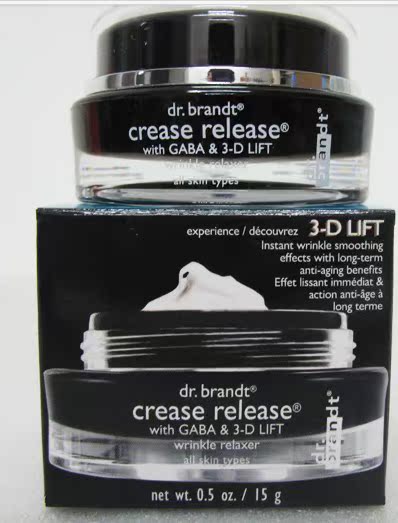 dr. brandt®
crease release®
with GABA & 3-D LIFT
wrinkle relaxer
all skin types
dr. brandt®
experience / découvrez 3-D LIFT
Instant wrinkle smoothing
effects with long-term
anti-aging benefits
Effet lissant immédiat &
action anti-âge à
long terme
dr. brandt®
crease release®
with GABA & 3-D LIFT
wrinkle relaxer
all skin types
dr. brandt®
net wt. 0.5 oz. / 15 g